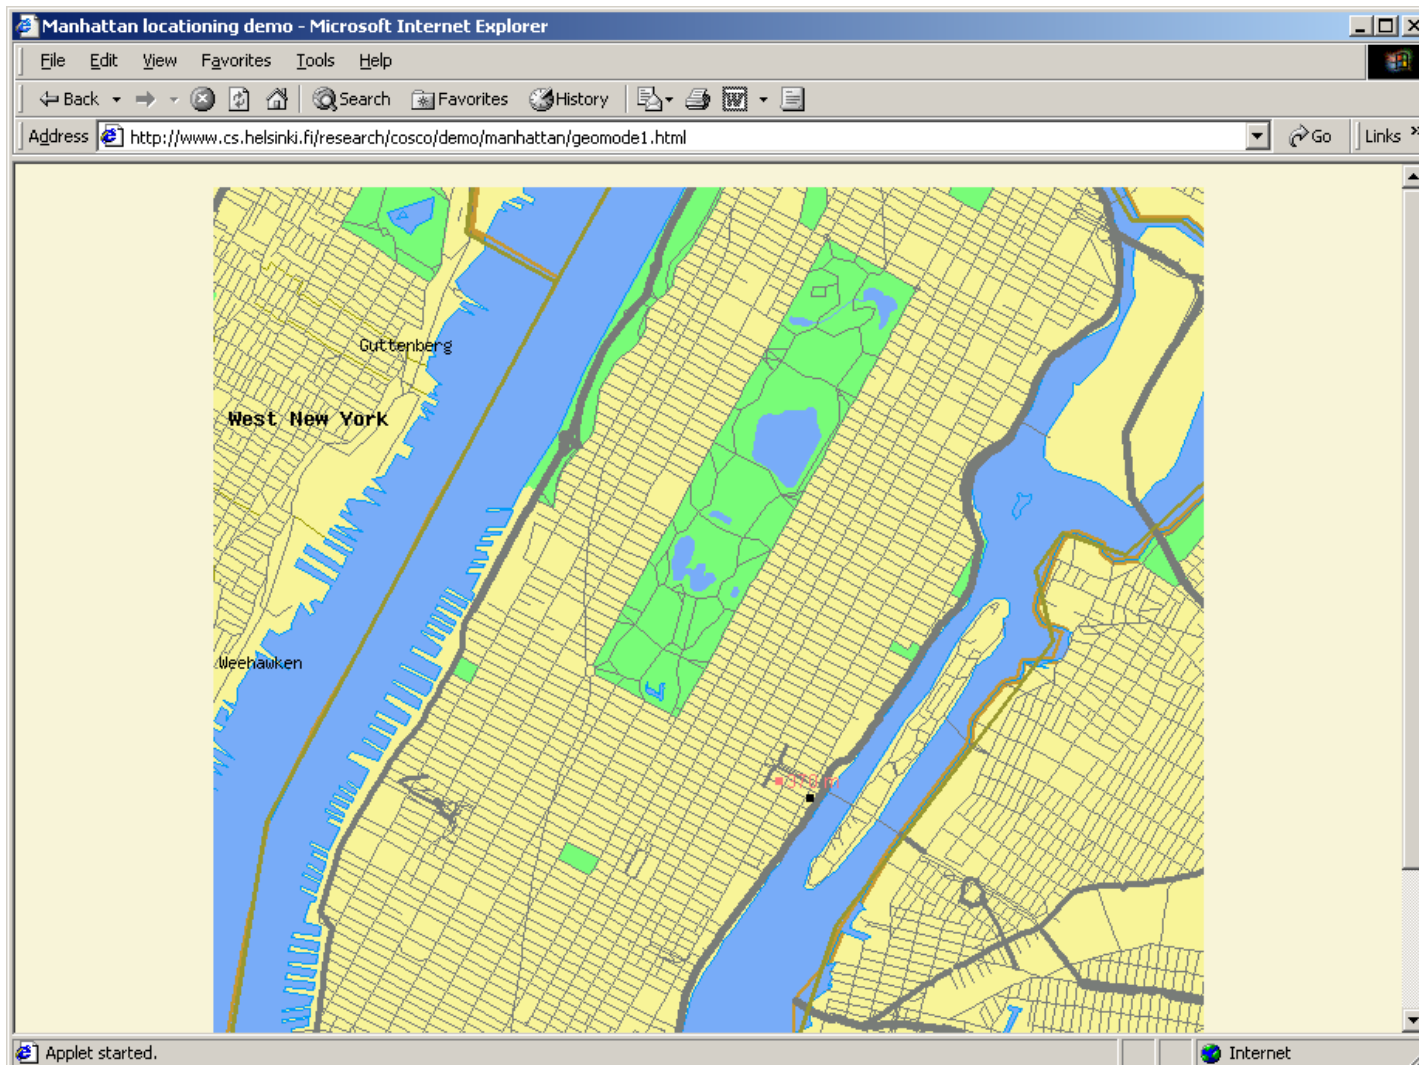 Manhattan locationing demo - Microsoft Internet Explorer
File Edit View Favorites Tools Help
Back Search Favorites History
Address http://www.cs.helsinki.fi/research/cosco/demo/manhattan/geomode1.html Go Links »
Guttenberg
West New York
Weehawken
Applet started. Internet